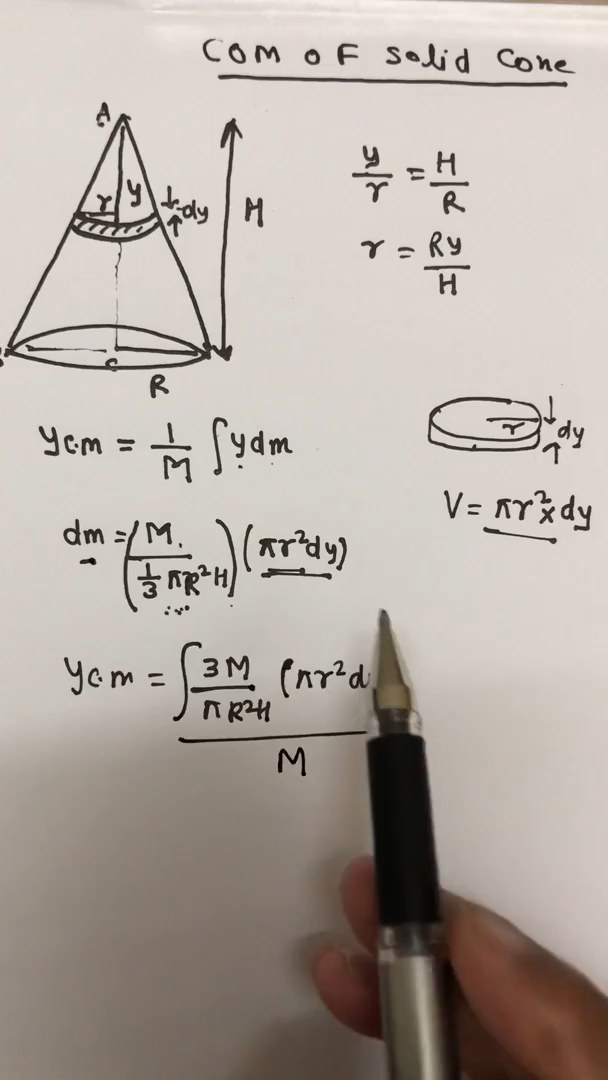 COM OF Solid Cone
A
r y dy
H
C
R
y/r = H/R
r = Ry/H
r dy
V = πr²×dy
ycm = 1/M ∫ydm
dm = (M/(1/3 πR²H)) (πr²dy)
ycm = ∫ 3M/πR²H (πr²d
M